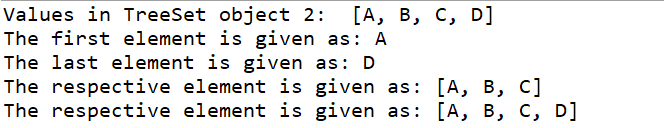 Values in TreeSet object 2:  [A, B, C, D]
The first element is given as: A
The last element is given as: D
The respective element is given as: [A, B, C]
The respective element is given as: [A, B, C, D]